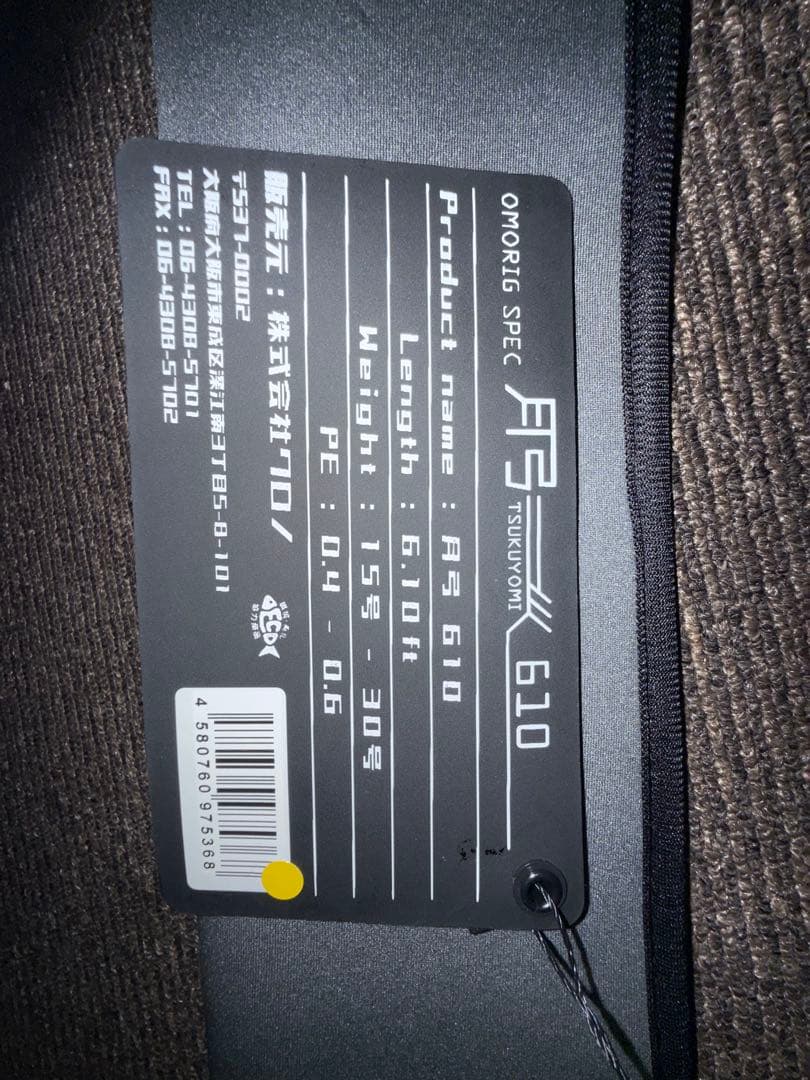 OMORIG SPEC 月弓 TSUKUYOMI 610
Product name : 月弓 610
Length : 6.10ft
Weight : 15号 - 30号
PE : 0.4 - 0.6
販売元 : 株式会社クロノ
〒537-0002
大阪府大阪市東成区深江南3丁目5-8-101
TEL : 06-4308-5701
FAX : 06-4308-5702
ECO
4 580760 975368